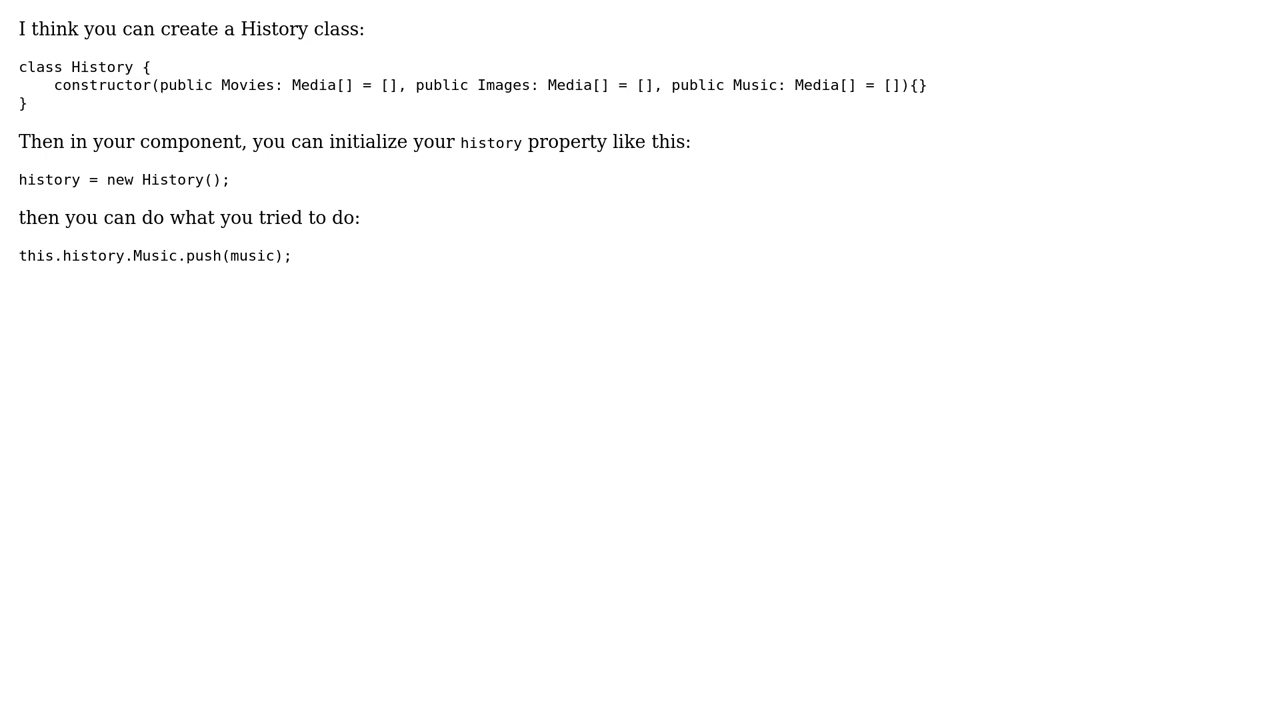 I think you can create a History class:
class History {
    constructor(public Movies: Media[] = [], public Images: Media[] = [], public Music: Media[] = []){}
}
Then in your component, you can initialize your history property like this:
history = new History();
then you can do what you tried to do:
this.history.Music.push(music);